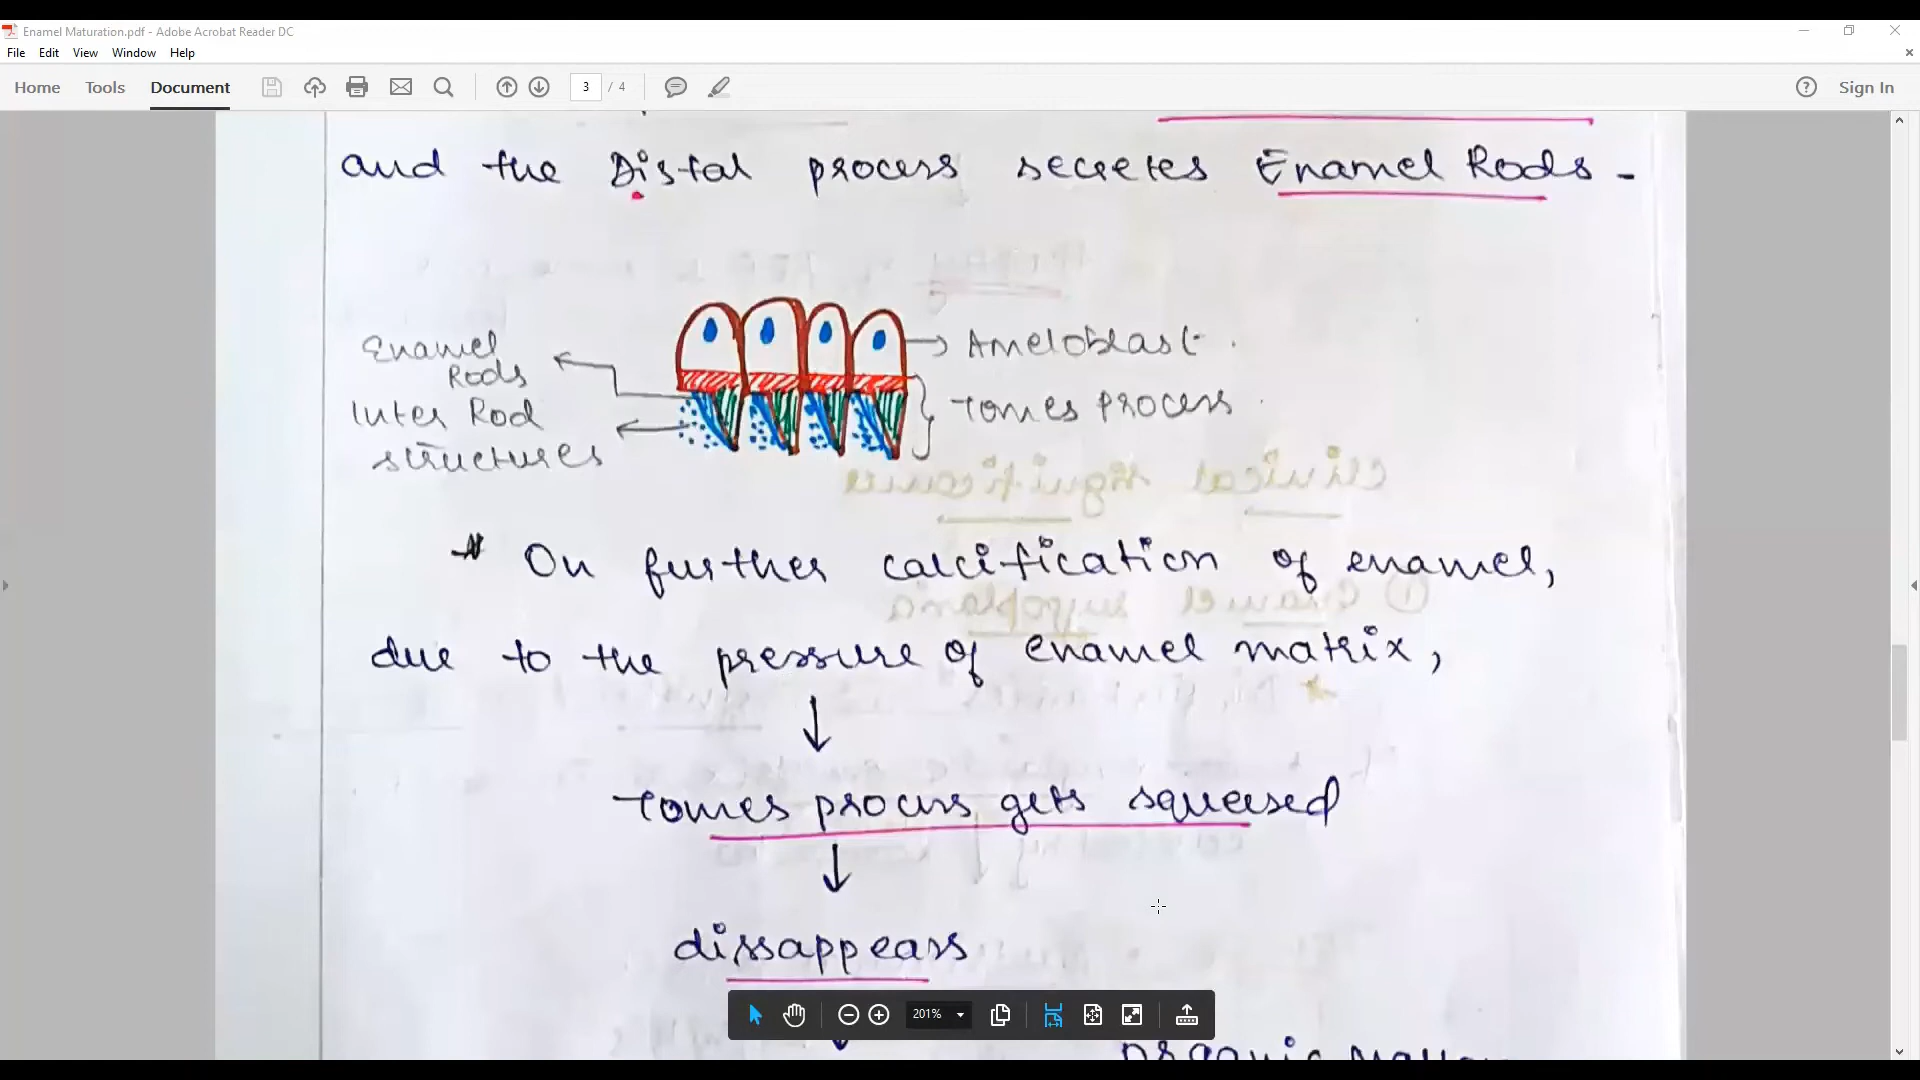 Enamel Maturation.pdf - Adobe Acrobat Reader DC
File Edit View Window Help
Home Tools Document 3 / 4 Sign In
and the Distal process secretes Enamel Rods -
Enamel Rods
Inter Rod structures
Ameloblast
Tomes process
On further calcification of enamel,
due to the pressure of enamel matrix,
Tomes process gets squeesed
dissappears
201%